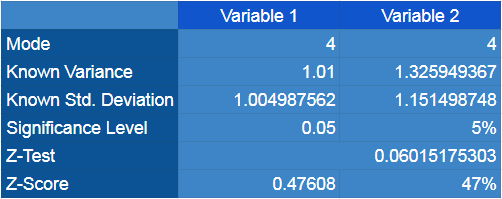 Variable 1 Variable 2
Mode 4 4
Known Variance 1.01 1.325949367
Known Std. Deviation 1.004987562 1.151498748
Significance Level 0.05 5%
Z-Test 0.06015175303
Z-Score 0.47608 47%